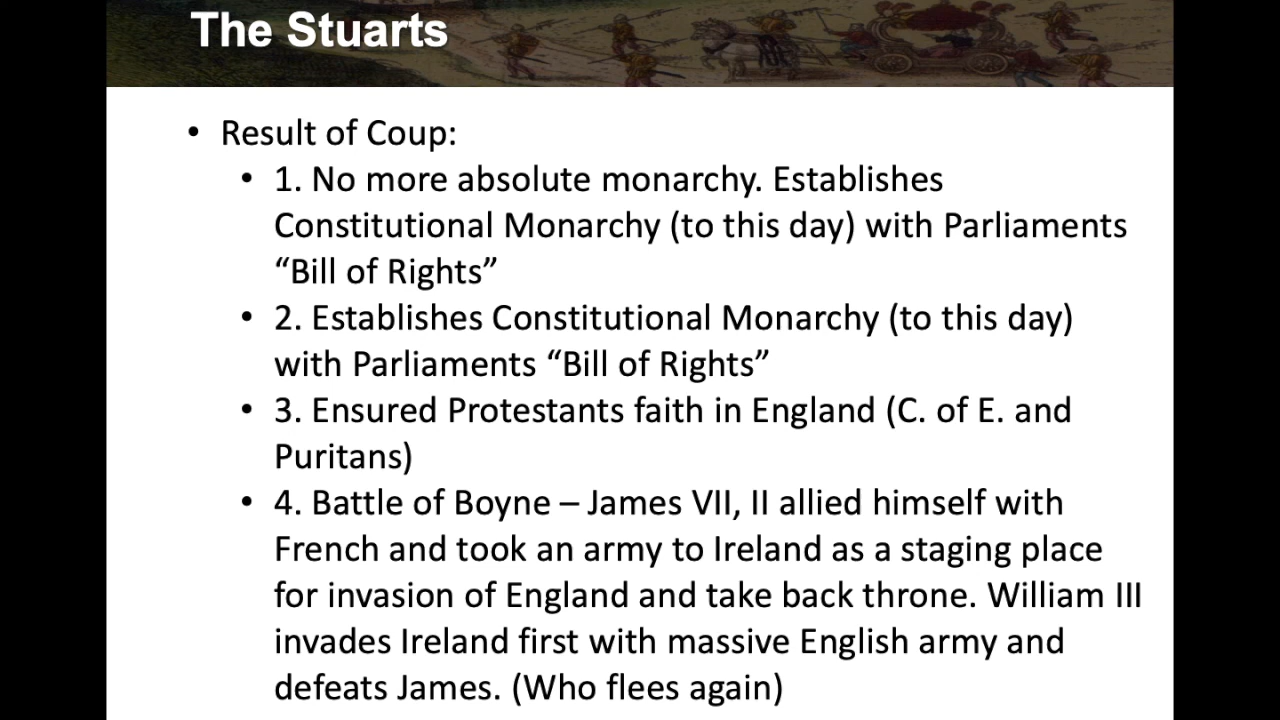 The Stuarts
• Result of Coup:
• 1. No more absolute monarchy. Establishes
Constitutional Monarchy (to this day) with Parliaments
“Bill of Rights”
• 2. Establishes Constitutional Monarchy (to this day)
with Parliaments “Bill of Rights”
• 3. Ensured Protestants faith in England (C. of E. and
Puritans)
• 4. Battle of Boyne – James VII, II allied himself with
French and took an army to Ireland as a staging place
for invasion of England and take back throne. William III
invades Ireland first with massive English army and
defeats James. (Who flees again)